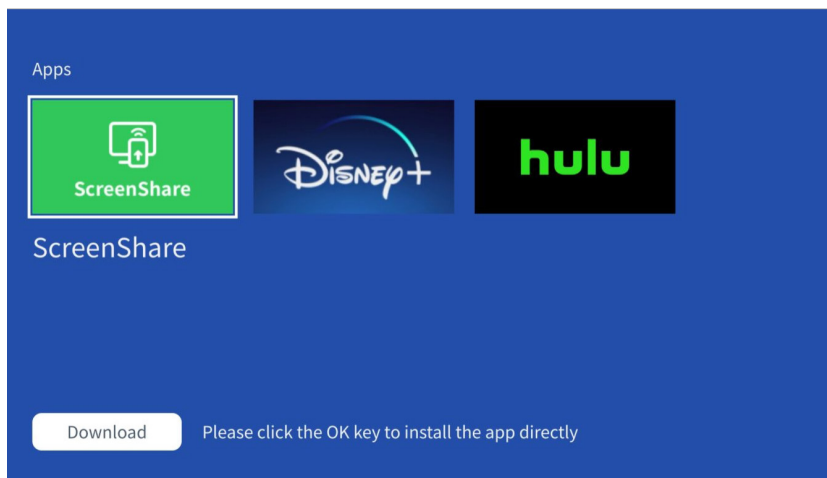 Apps
ScreenShare
Disney+
hulu
ScreenShare
Download
Please click the OK key to install the app directly